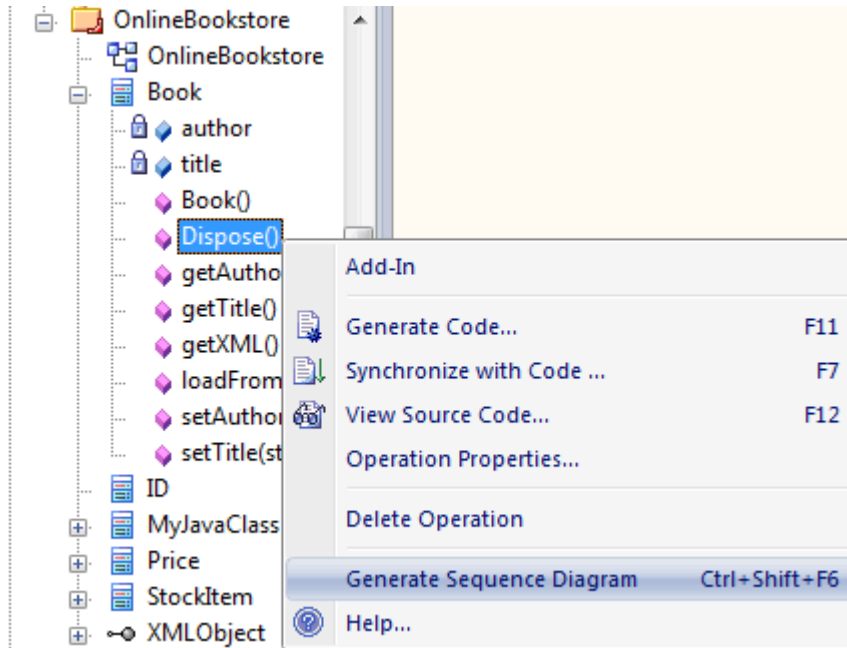 OnlineBookstore
OnlineBookstore
Book
author
title
Book()
Dispose()
getAutho
getTitle()
getXML()
loadFrom
setAutho
setTitle(st
ID
MyJavaClass
Price
StockItem
XMLObject
Add-In
Generate Code... F11
Synchronize with Code ... F7
View Source Code... F12
Operation Properties...
Delete Operation
Generate Sequence Diagram Ctrl+Shift+F6
Help...